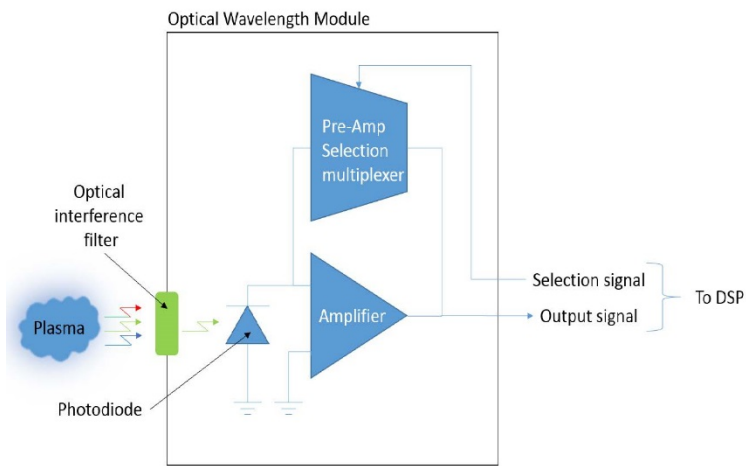 Optical Wavelength Module
Pre-Amp
Selection
multiplexer
Optical
interference
filter
Selection signal
To DSP
Plasma
Amplifier
Output signal
Photodiode